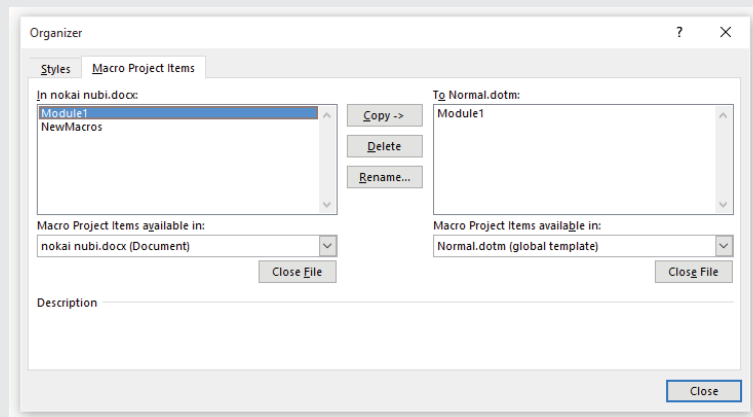 Organizer
? X
Styles Macro Project Items
In nokai nubi.docx:
Module1
NewMacros
Copy ->
Delete
Rename...
To Normal.dotm:
Module1
Macro Project Items available in:
nokai nubi.docx (Document)
Close File
Macro Project Items available in:
Normal.dotm (global template)
Close File
Description
Close